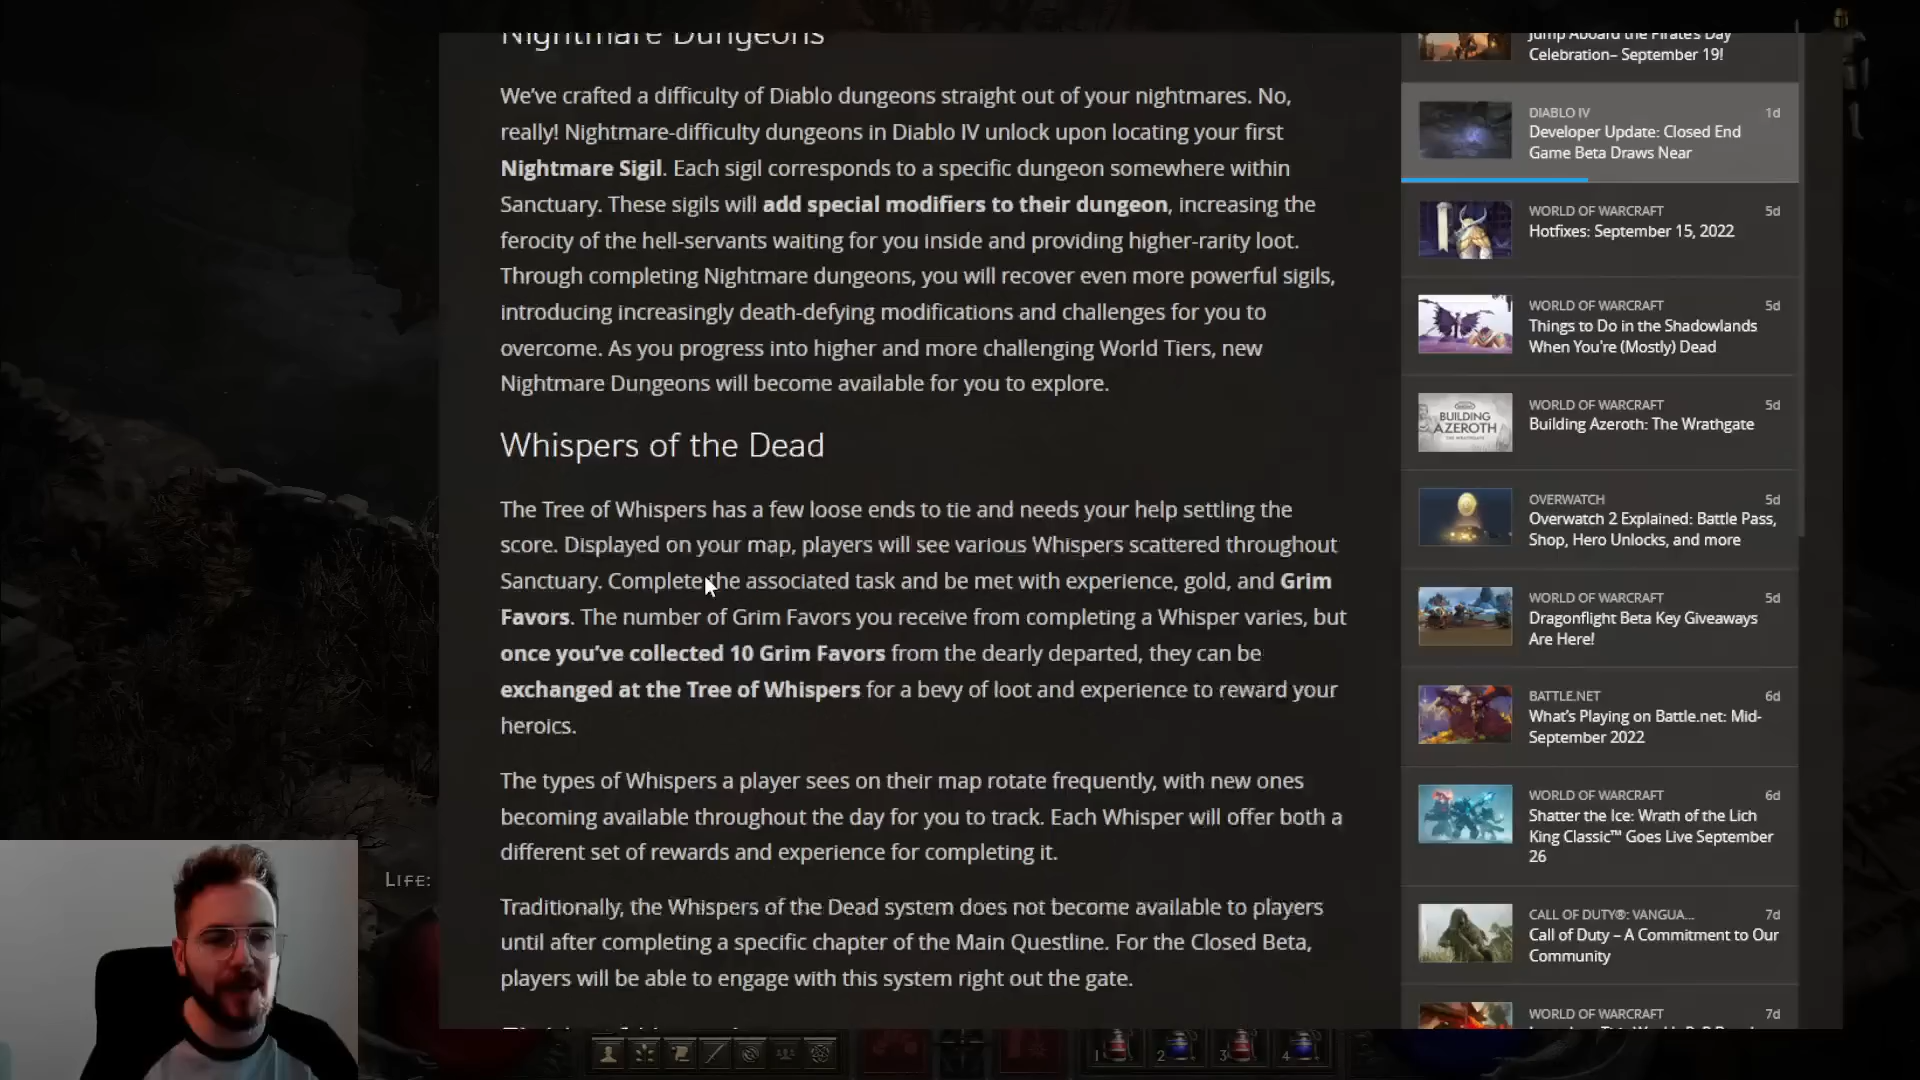 Nightmare Dungeons
We've crafted a difficulty of Diablo dungeons straight out of your nightmares. No,
really! Nightmare-difficulty dungeons in Diablo IV unlock upon locating your first
Nightmare Sigil. Each sigil corresponds to a specific dungeon somewhere within
Sanctuary. These sigils will add special modifiers to their dungeon, increasing the
ferocity of the hell-servants waiting for you inside and providing higher-rarity loot.
Through completing Nightmare dungeons, you will recover even more powerful sigils,
introducing increasingly death-defying modifications and challenges for you to
overcome. As you progress into higher and more challenging World Tiers, new
Nightmare Dungeons will become available for you to explore.
Whispers of the Dead
The Tree of Whispers has a few loose ends to tie and needs your help settling the
score. Displayed on your map, players will see various Whispers scattered throughout
Sanctuary. Complete the associated task and be met with experience, gold, and Grim
Favors. The number of Grim Favors you receive from completing a Whisper varies, but
once you've collected 10 Grim Favors from the dearly departed, they can be
exchanged at the Tree of Whispers for a bevy of loot and experience to reward your
heroics.
The types of Whispers a player sees on their map rotate frequently, with new ones
becoming available throughout the day for you to track. Each Whisper will offer both a
different set of rewards and experience for completing it.
Traditionally, the Whispers of the Dead system does not become available to players
until after completing a specific chapter of the Main Questline. For the Closed Beta,
players will be able to engage with this system right out the gate.
Jump Aboard the Pirate's Day
Celebration– September 19!
DIABLO IV 1d
Developer Update: Closed End
Game Beta Draws Near
WORLD OF WARCRAFT 5d
Hotfixes: September 15, 2022
WORLD OF WARCRAFT 5d
Things to Do in the Shadowlands
When You're (Mostly) Dead
BUILDING
AZEROTH
THE WRATHGATE
WORLD OF WARCRAFT 5d
Building Azeroth: The Wrathgate
OVERWATCH 5d
Overwatch 2 Explained: Battle Pass,
Shop, Hero Unlocks, and more
WORLD OF WARCRAFT 5d
Dragonflight Beta Key Giveaways
Are Here!
BATTLE.NET 6d
What's Playing on Battle.net: Mid-
September 2022
WORLD OF WARCRAFT 6d
Shatter the Ice: Wrath of the Lich
King Classic™ Goes Live September
26
CALL OF DUTY®: VANGUA... 7d
Call of Duty – A Commitment to Our
Community
WORLD OF WARCRAFT 7d
LIFE:
1 2 3 4